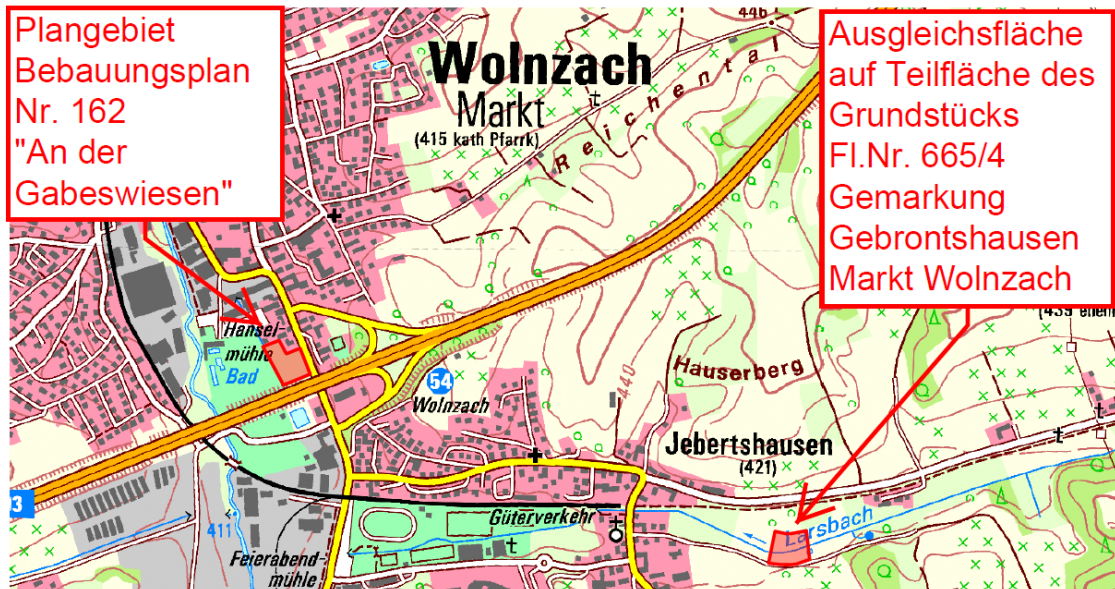 Plangebiet
Bebauungsplan
Nr. 162
"An der
Gabeswiesen"
Wolnzach
Markt
(415 kath Pfarrk)
Reichental
446
Ausgleichsfläche
auf Teilfläche des
Grundstücks
Fl.Nr. 665/4
Gemarkung
Gebrontshausen
Markt Wolnzach
Hansel-
mühle
Bad
54
Wolnzach
440
Hauserberg
Jebertshausen
(421)
3
411
Güterverkehr
Feierabend-
mühle
Larsbach